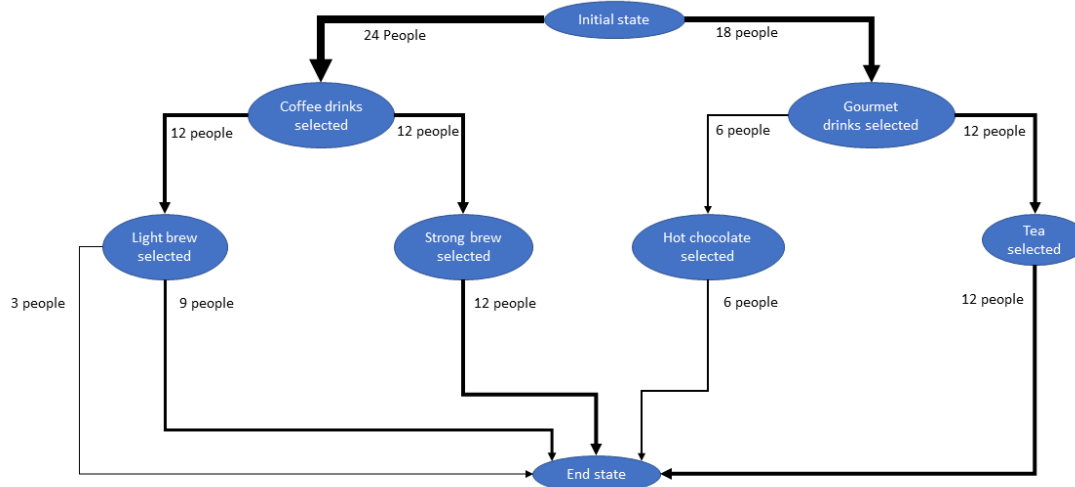 Initial state
24 People
18 people
Coffee drinks
selected
Gourmet
drinks selected
12 people
12 people
6 people
12 people
Light brew
selected
Strong brew
selected
Hot chocolate
selected
Tea
selected
3 people
9 people
12 people
6 people
12 people
End state